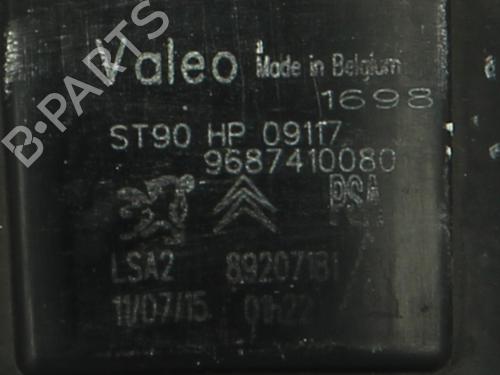 B-PARTS
Valeo Made in Belgium
1698
ST90 HP 09117
9687410080
PSA
LSA2 89207181
11/07/15 01h22